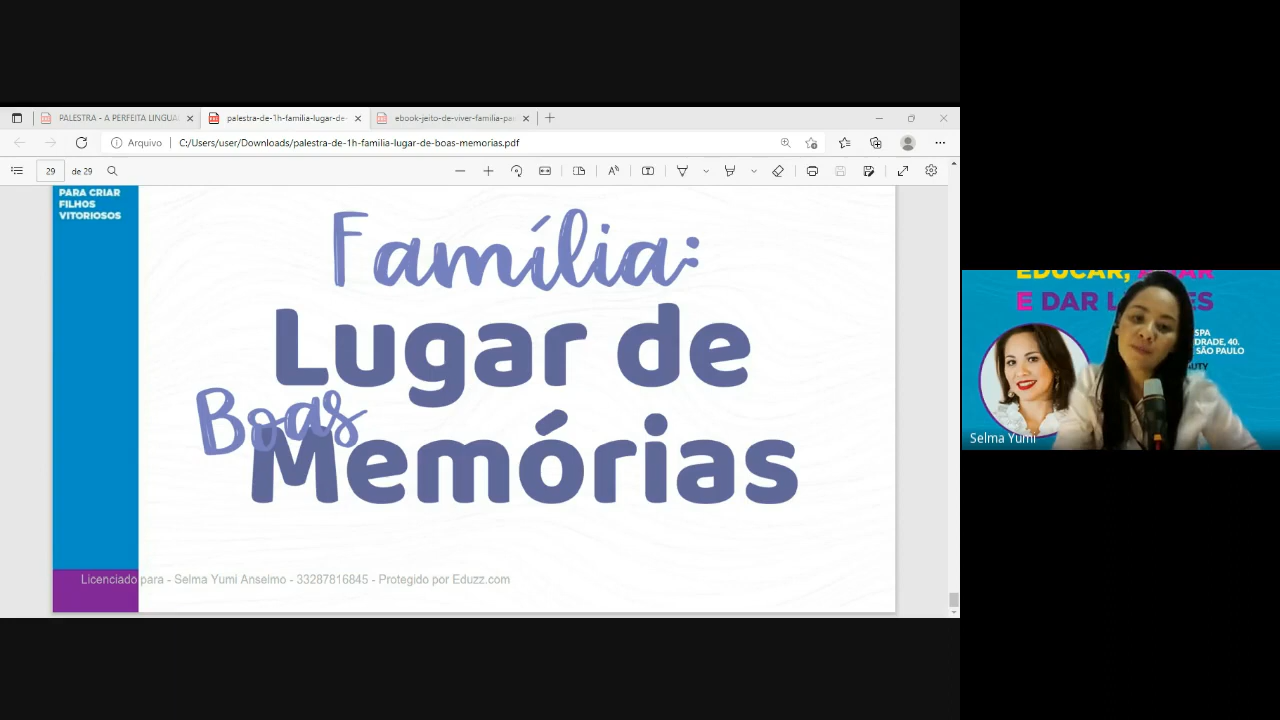 PALESTRA - A PERFEITA LINGUA
palestra-de-1h-familia-lugar-de-
ebook-jeito-de-viver-familia-pa
Arquivo
C:/Users/user/Downloads/palestra-de-1h-familia-lugar-de-boas-memorias.pdf
29
de 29
PARA CRIAR
FILHOS
VITORIOSOS
Família:
Lugar de
Boas
Memórias
Licenciado para - Selma Yumi Anselmo - 33287816845 - Protegido por Eduzz.com
EDUCAR,
E DAR
SPA
DRADE, 40.
SÃO PAULO
Selma Yumi